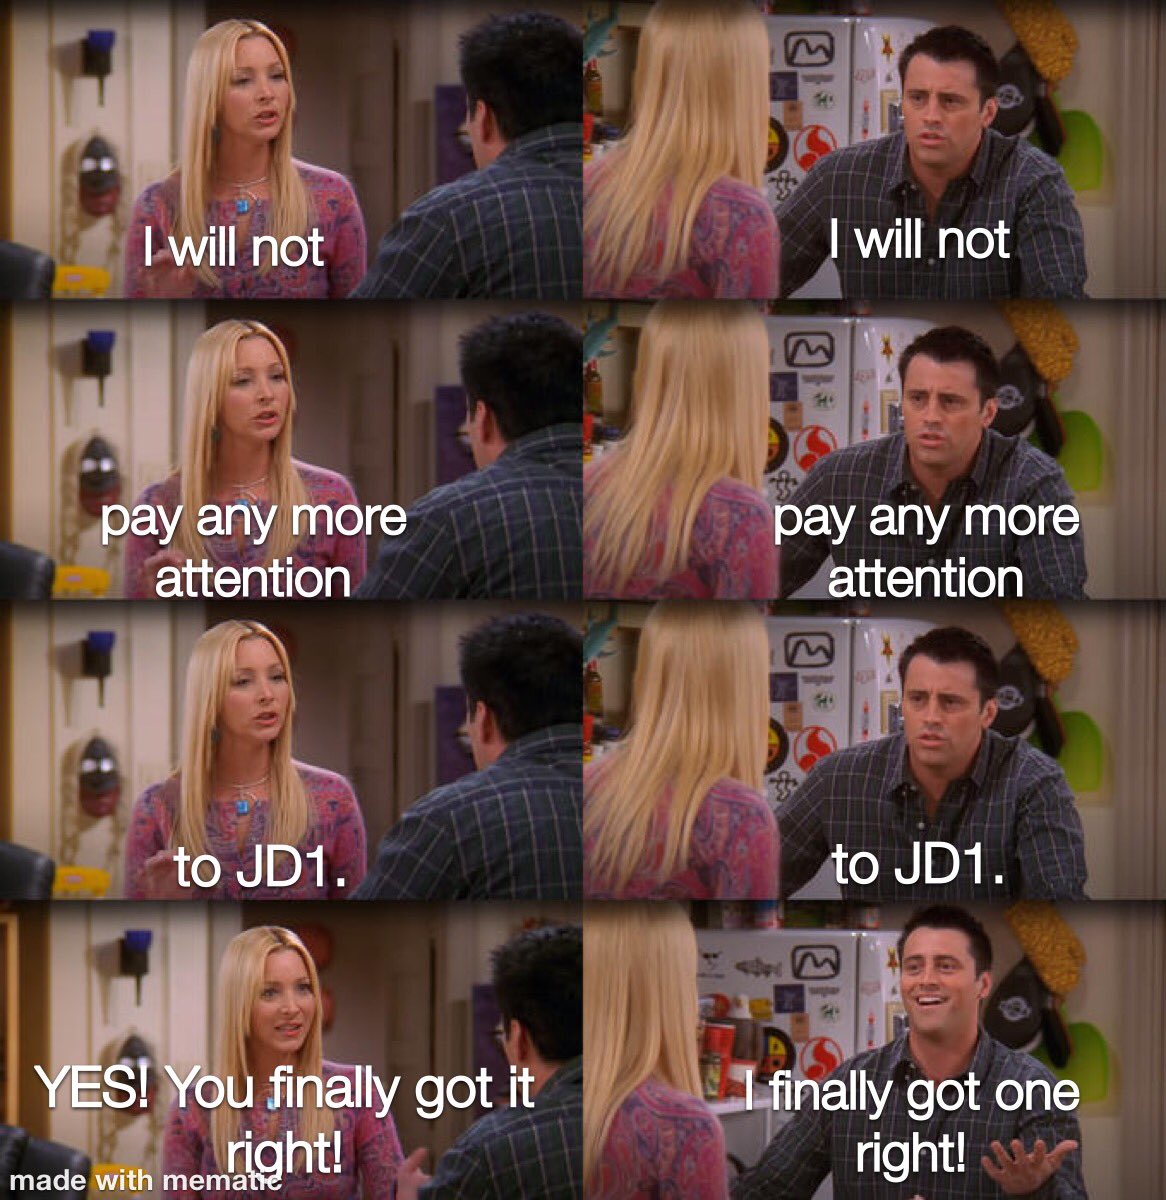 I will not
I will not
pay any more
attention
pay any more
attention
to JD1.
to JD1.
YES! You finally got it
right!
I finally got one
right!
made with mematic